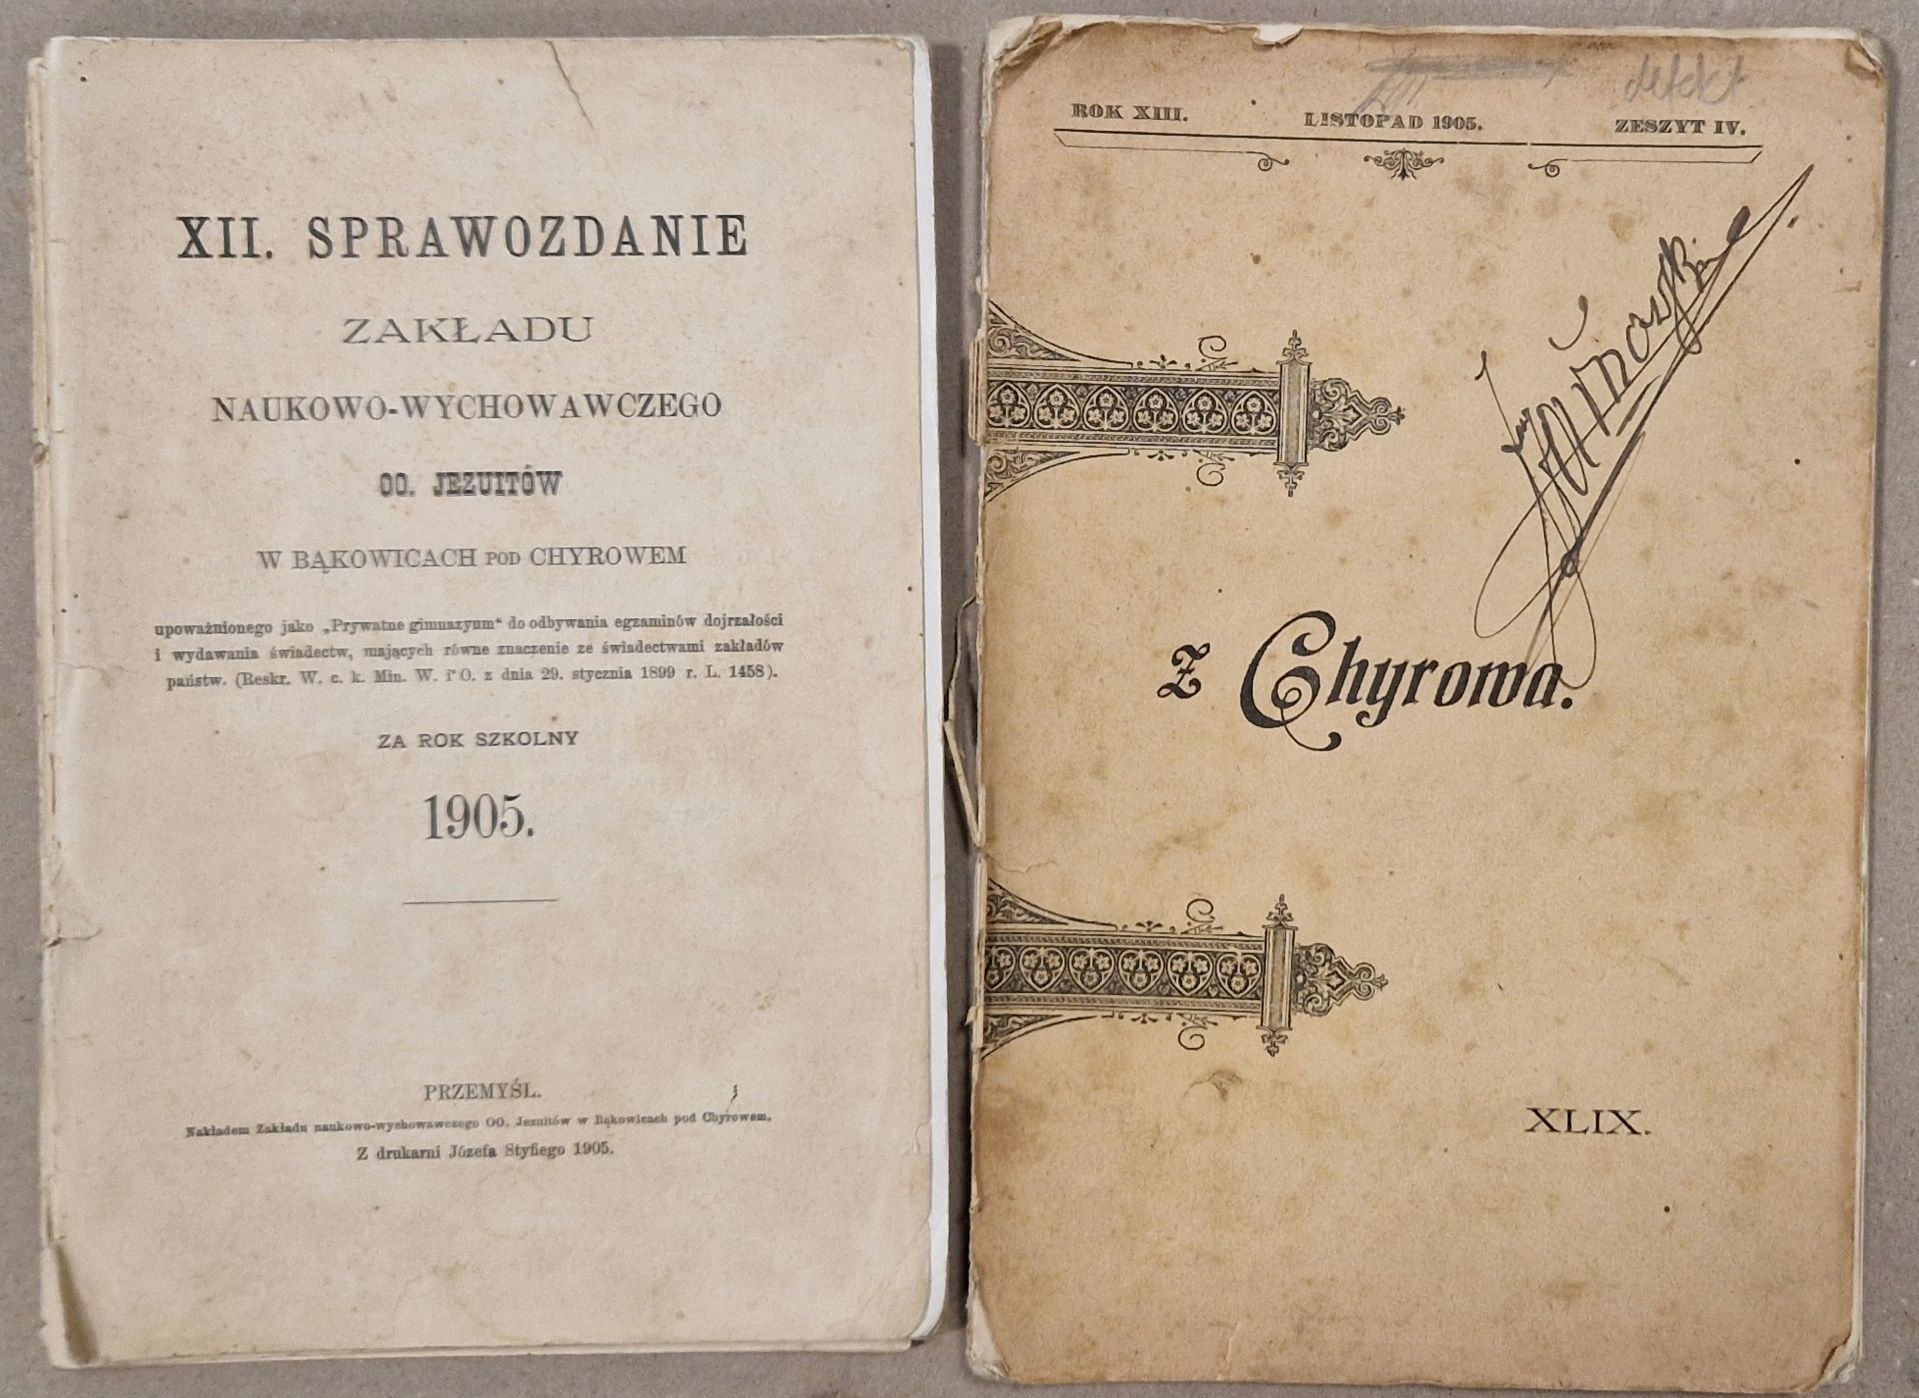 XII. SPRAWOZDANIE
ZAKŁADU
NAUKOWO-WYCHOWAWCZEGO
OO. JEZUITÓW
W BĄKOWICACH POD CHYROWEM
upoważnionego jako „Prywatne gimnazyum“ do odbywania egzaminów dojrzałości
i wydawania świadectw, mających równe znaczenie ze świadectwami zakładów
państw. (Reskr. W. c. k. Min. W. i O. z dnia 29. stycznia 1899 r. L. 1458).
ZA ROK SZKOLNY
1905.
PRZEMYŚL.
Nakładem Zakładu naukowo-wychowawczego OO. Jezuitów w Bąkowicach pod Chyrowem.
Z drukarni Józefa Styfiego 1905.
defekt
ROK XIII. LISTOPAD 1905. ZESZYT IV.
z Chyrowa.
XLIX.